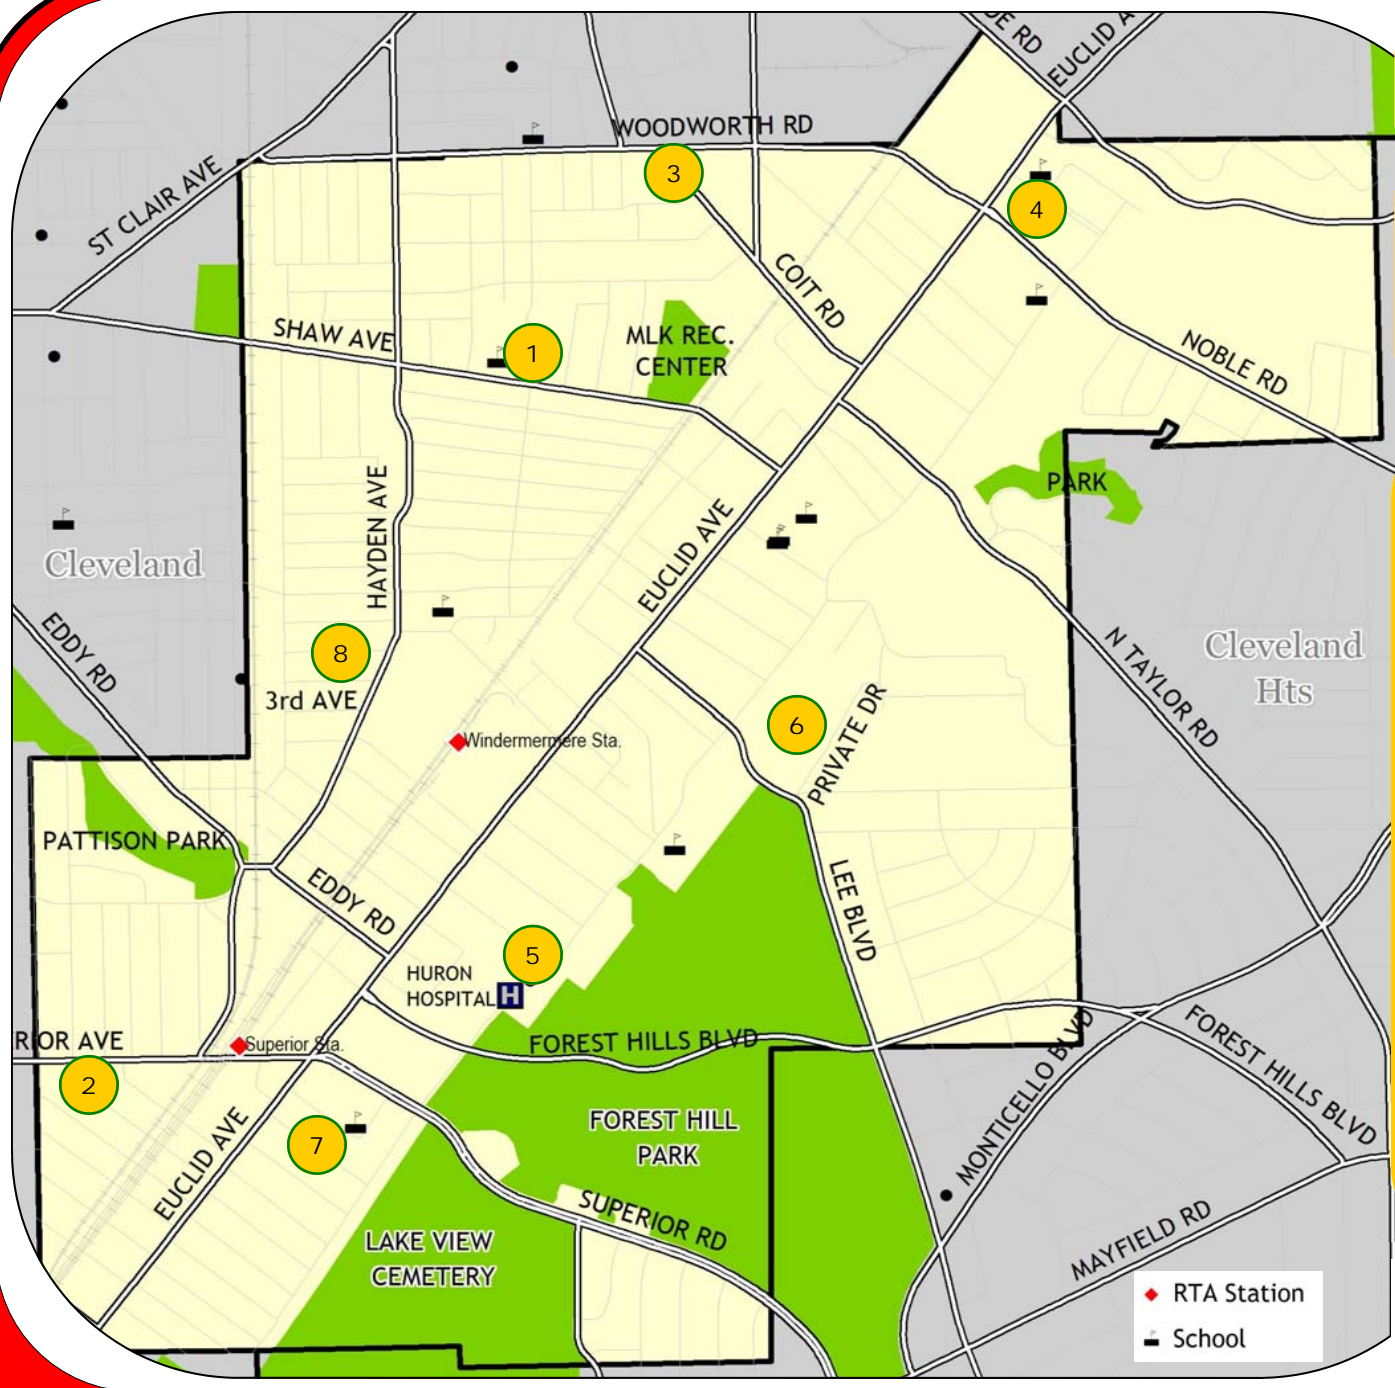 DE RD
EUCLID A
WOODWORTH RD
ST CLAIR AVE
3
4
COIT RD
SHAW AVE
1
MLK REC.
CENTER
NOBLE RD
HAYDEN AVE
PARK
EUCLID AVE
Cleveland
EDDY RD
8
3rd AVE
N TAYLOR RD
Cleveland
Hts
6
PRIVATE DR
Windermermere Sta.
PATTISON PARK
EDDY RD
LEE BLVD
5
HURON
HOSPITAL
H
RIOR AVE
Superior Sta.
FOREST HILLS BLVD
MONTICELLO BLVD
FOREST HILLS BLVD
2
7
EUCLID AVE
FOREST HILL
PARK
SUPERIOR RD
LAKE VIEW
CEMETERY
MAYFIELD RD
RTA Station
School